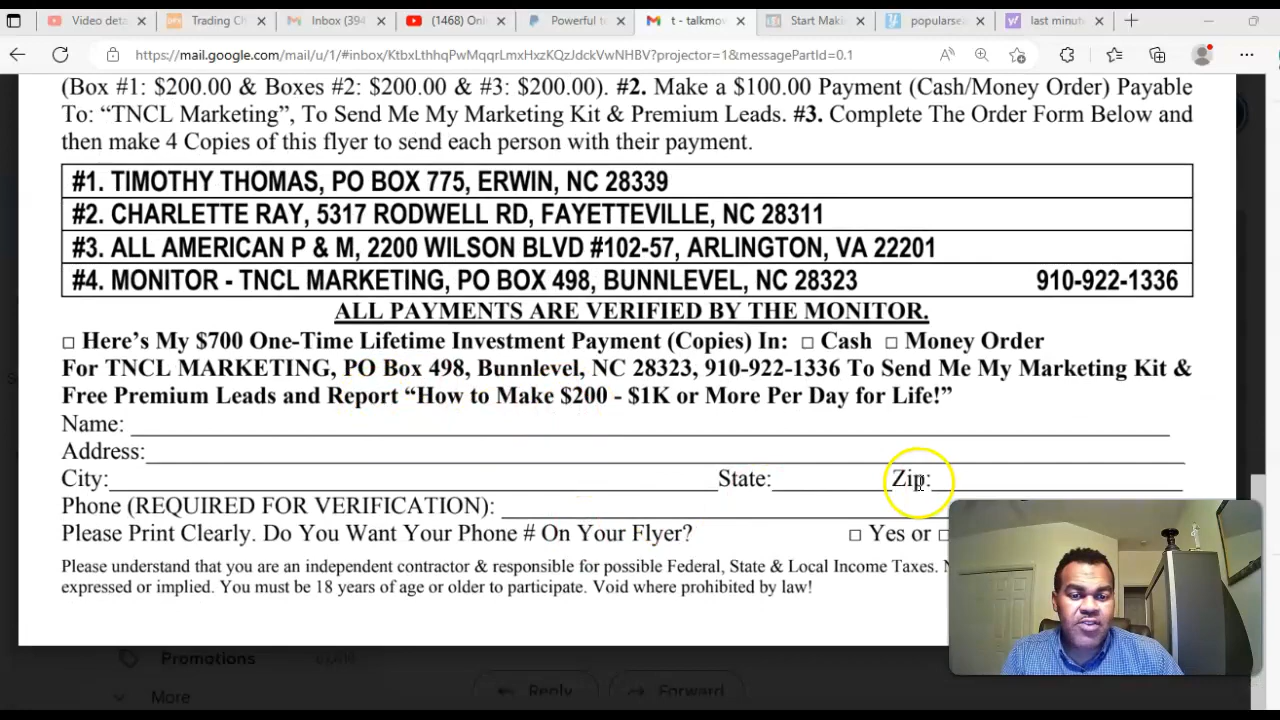 Video deta
Trading Ch
Inbox (394
(1468) Onli
Powerful t
t - talkmov
Start Makin
popularsea
last minute
https://mail.google.com/mail/u/1/#inbox/KtbxLthhqPwMqqrLmxHxzKQzJdckVwNHBV?projector=1&messagePartId=0.1
(Box #1: $200.00 & Boxes #2: $200.00 & #3: $200.00). #2. Make a $100.00 Payment (Cash/Money Order) Payable
To: “TNCL Marketing”, To Send Me My Marketing Kit & Premium Leads. #3. Complete The Order Form Below and
then make 4 Copies of this flyer to send each person with their payment.
#1. TIMOTHY THOMAS, PO BOX 775, ERWIN, NC 28339
#2. CHARLETTE RAY, 5317 RODWELL RD, FAYETTEVILLE, NC 28311
#3. ALL AMERICAN P & M, 2200 WILSON BLVD #102-57, ARLINGTON, VA 22201
#4. MONITOR - TNCL MARKETING, PO BOX 498, BUNNLEVEL, NC 28323 910-922-1336
ALL PAYMENTS ARE VERIFIED BY THE MONITOR.
□ Here’s My $700 One-Time Lifetime Investment Payment (Copies) In: □ Cash □ Money Order
For TNCL MARKETING, PO Box 498, Bunnlevel, NC 28323, 910-922-1336 To Send Me My Marketing Kit &
Free Premium Leads and Report “How to Make $200 - $1K or More Per Day for Life!”
Name:
Address:
City: State: Zip:
Phone (REQUIRED FOR VERIFICATION):
Please Print Clearly. Do You Want Your Phone # On Your Flyer? □ Yes or □
Please understand that you are an independent contractor & responsible for possible Federal, State & Local Income Taxes.
expressed or implied. You must be 18 years of age or older to participate. Void where prohibited by law!
Promotions
Reply
Forward
More